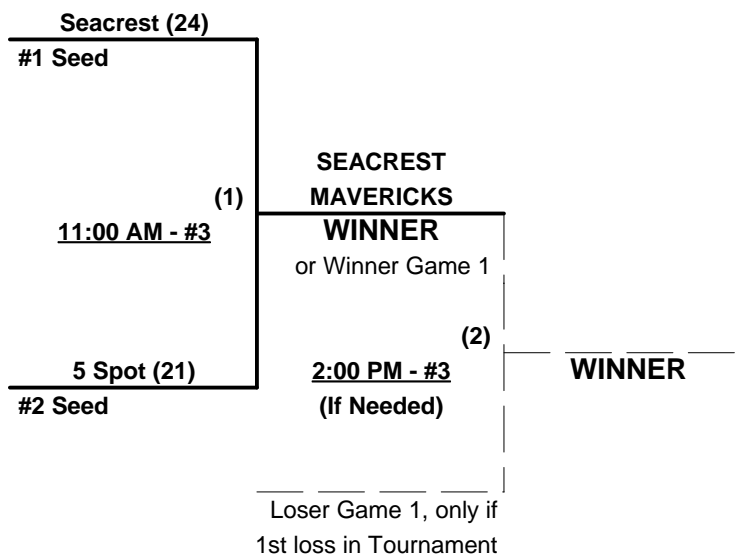 Seacrest (24)
#1 Seed
SEACREST
MAVERICKS
(1)
11:00 AM - #3
WINNER
or Winner Game 1
(2)
5 Spot (21)
#2 Seed
2:00 PM - #3
(If Needed)
WINNER
Loser Game 1, only if
1st loss in Tournament